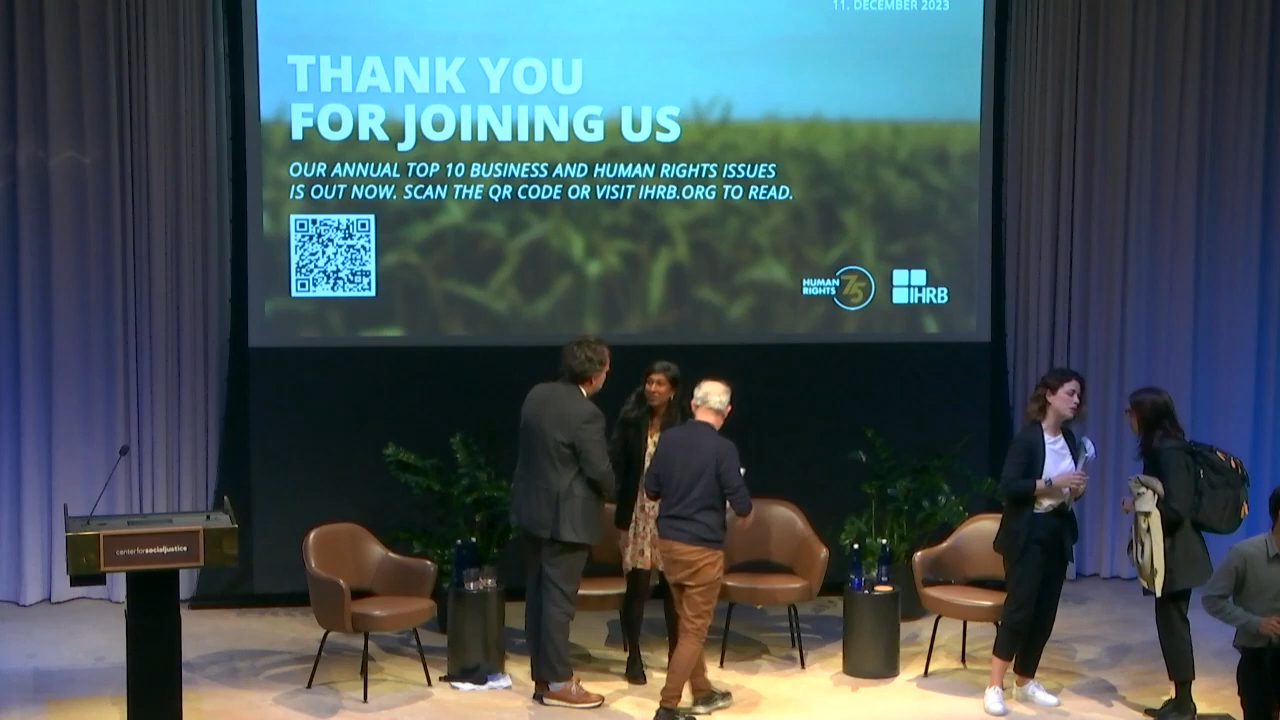 11. DECEMBER 2023
THANK YOU
FOR JOINING US
OUR ANNUAL TOP 10 BUSINESS AND HUMAN RIGHTS ISSUES
IS OUT NOW. SCAN THE QR CODE OR VISIT IHRB.ORG TO READ.
HUMAN
RIGHTS 75
IHRB
centerforsocialjustice